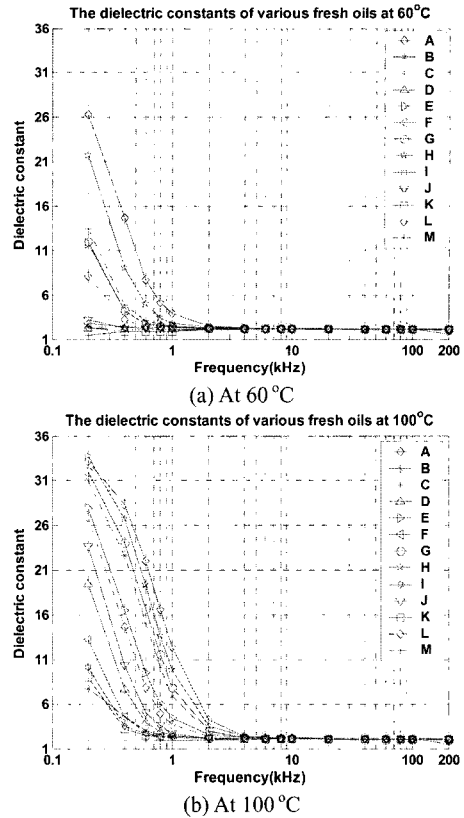 The dielectric constants of various fresh oils at 60°C
36
31
26
21
16
11
6
1
Dielectric constant
A
B
C
D
E
F
G
H
I
J
K
L
M
0.1 1 10 100 200
Frequency(kHz)
(a) At 60 °C
The dielectric constants of various fresh oils at 100°C
36
31
26
21
16
11
6
1
Dielectric constant
A
B
C
D
E
F
G
H
I
J
K
L
M
0.1 1 10 100 200
Frequency(kHz)
(b) At 100 °C